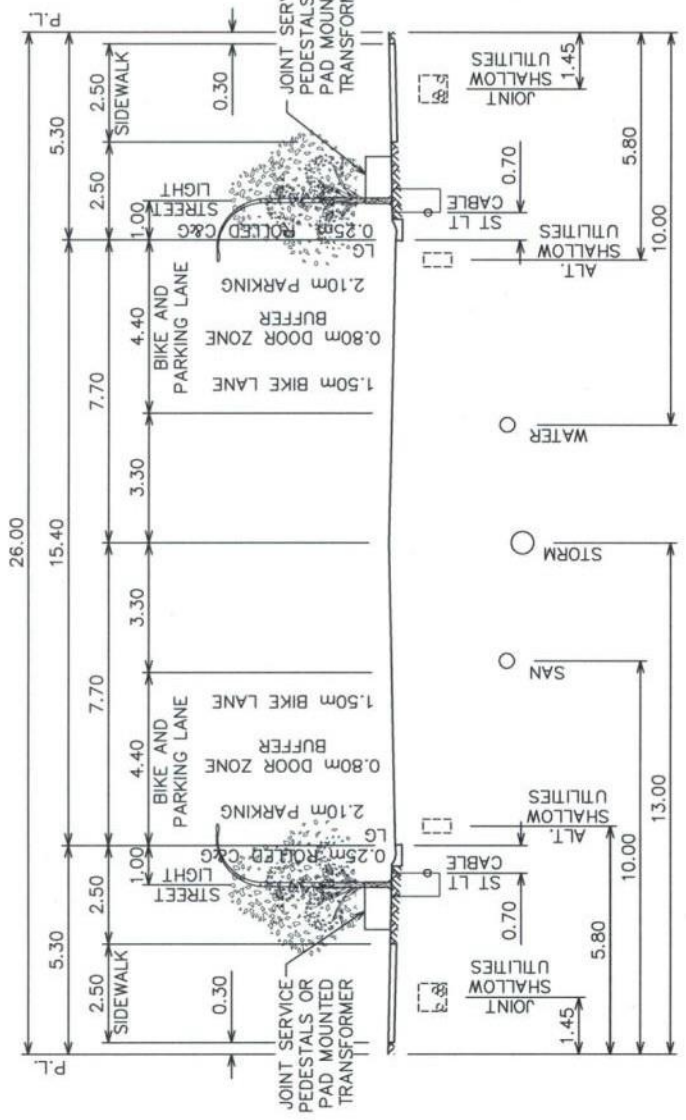 26.00
P.L.
P.L.
5.30
15.40
5.30
2.50
2.50
7.70
7.70
2.50
2.50
SIDEWALK
1.00
4.40
3.30
3.30
4.40
1.00
SIDEWALK
0.30
0.30
STREET
LIGHT
BIKE AND
PARKING LANE
BIKE AND
PARKING LANE
STREET
LIGHT
0.25m ROLLED C&G
LG
2.10m PARKING
0.80m DOOR ZONE
BUFFER
1.50m BIKE LANE
1.50m BIKE LANE
0.80m DOOR ZONE
BUFFER
2.10m PARKING
0.25m ROLLED C&G
LG
JOINT SERVICE
PEDESTALS OR
PAD MOUNTED
TRANSFORMER
JOINT SERV
PEDESTALS
PAD MOUN
TRANSFORM
JOINT
SHALLOW
UTILITIES
1.45
ST LT
CABLE
0.70
ALT.
SHALLOW
UTILITIES
5.80
SAN
10.00
STORM
13.00
WATER
10.00
ALT.
SHALLOW
UTILITIES
5.80
ST LT
CABLE
0.70
JOINT
SHALLOW
UTILITIES
1.45